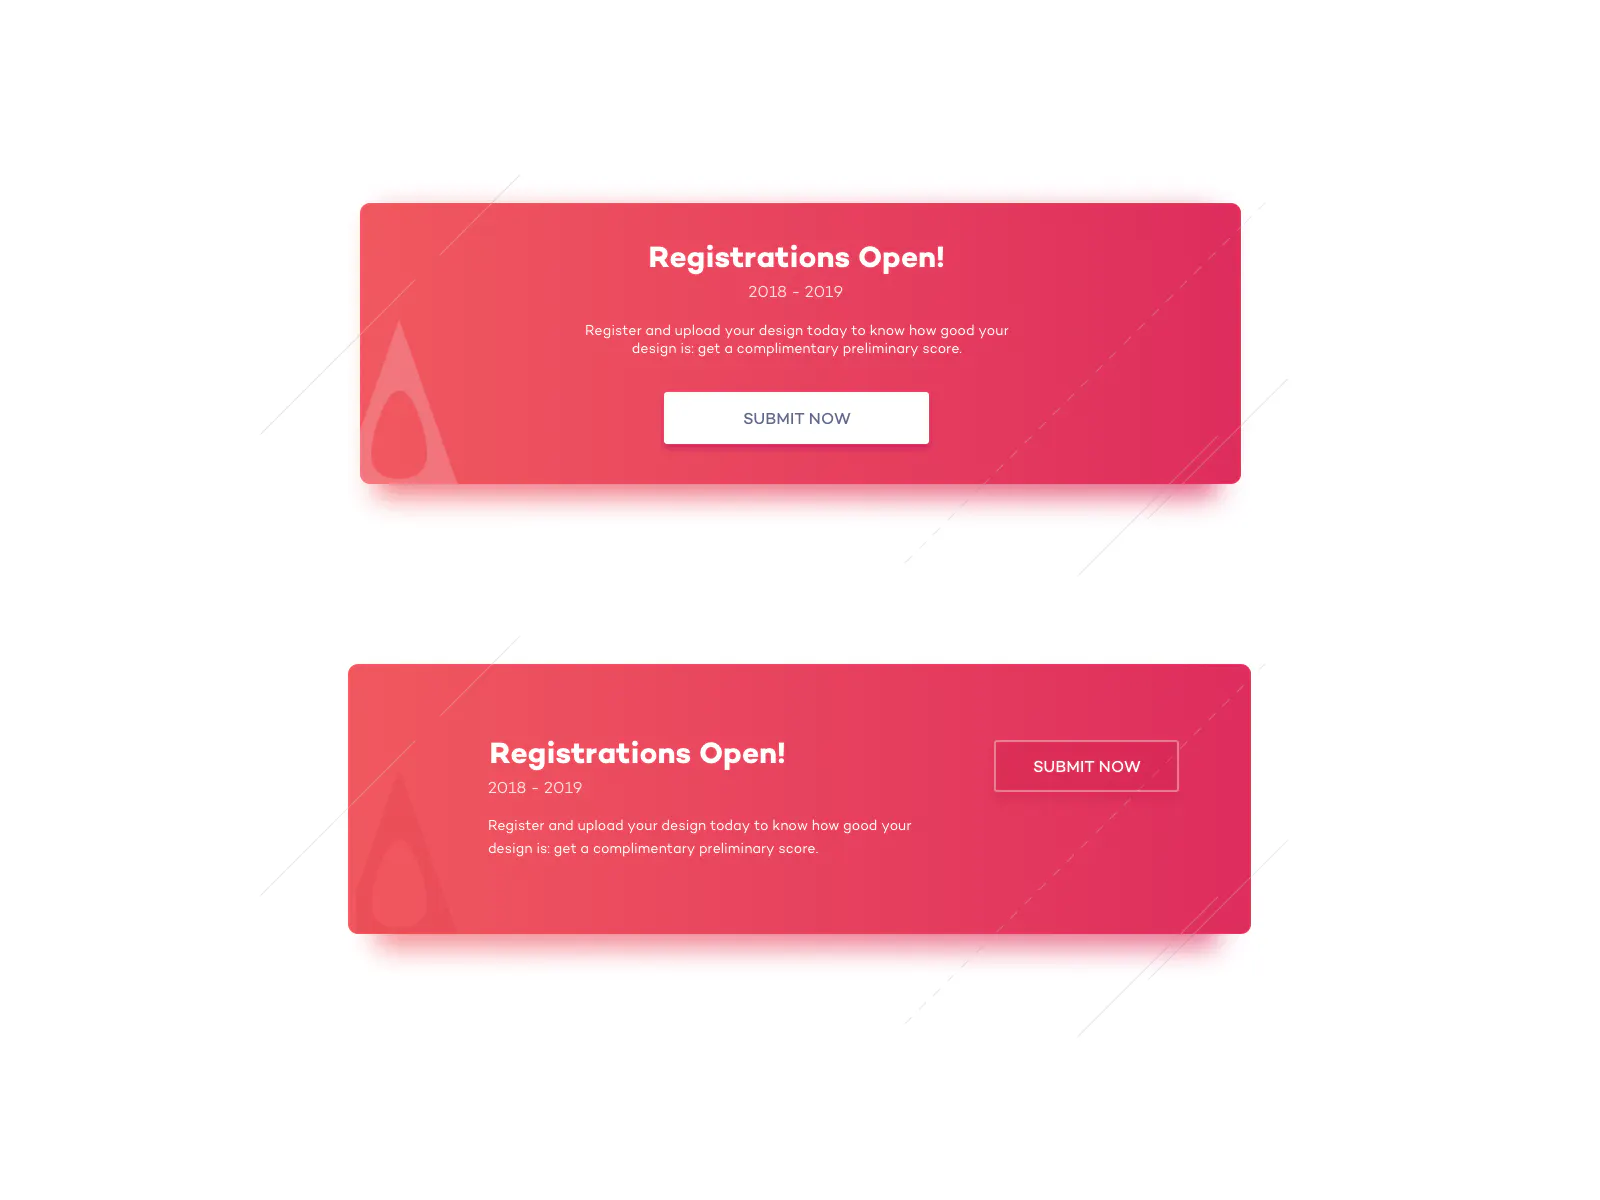 Registrations Open!
2018 - 2019
Register and upload your design today to know how good your
design is: get a complimentary preliminary score.
SUBMIT NOW
Registrations Open!
2018 - 2019
Register and upload your design today to know how good your
design is: get a complimentary preliminary score.
SUBMIT NOW